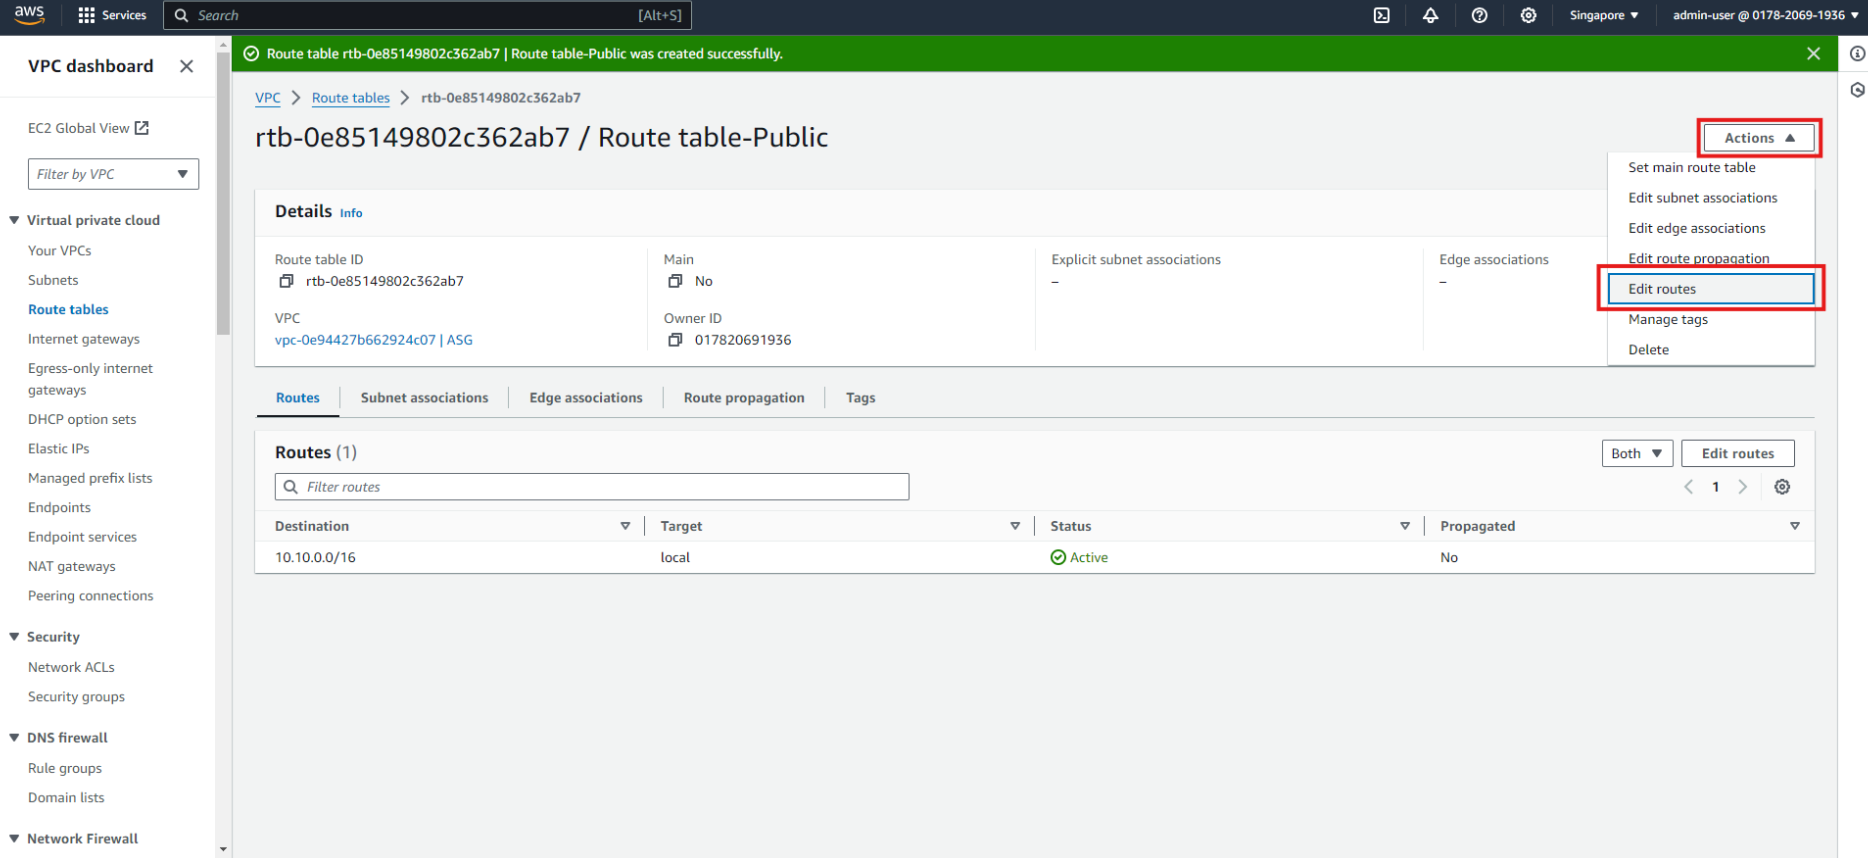 aws
Services
Search
[Alt+S]
Singapore
admin-user @ 0178-2069-1936
VPC dashboard
EC2 Global View
Filter by VPC
Virtual private cloud
Your VPCs
Subnets
Route tables
Internet gateways
Egress-only internet
gateways
DHCP option sets
Elastic IPs
Managed prefix lists
Endpoints
Endpoint services
NAT gateways
Peering connections
Security
Network ACLs
Security groups
DNS firewall
Rule groups
Domain lists
Network Firewall
Route table rtb-0e85149802c362ab7 | Route table-Public was created successfully.
VPC
Route tables
rtb-0e85149802c362ab7
rtb-0e85149802c362ab7 / Route table-Public
Actions
Set main route table
Edit subnet associations
Edit edge associations
Edit route propagation
Edit routes
Manage tags
Delete
Details Info
Route table ID
rtb-0e85149802c362ab7
Main
No
Explicit subnet associations
–
Edge associations
–
VPC
vpc-0e94427b662924c07 | ASG
Owner ID
017820691936
Routes
Subnet associations
Edge associations
Route propagation
Tags
Routes (1)
Both
Edit routes
Filter routes
1
Destination
Target
Status
Propagated
10.10.0.0/16
local
Active
No